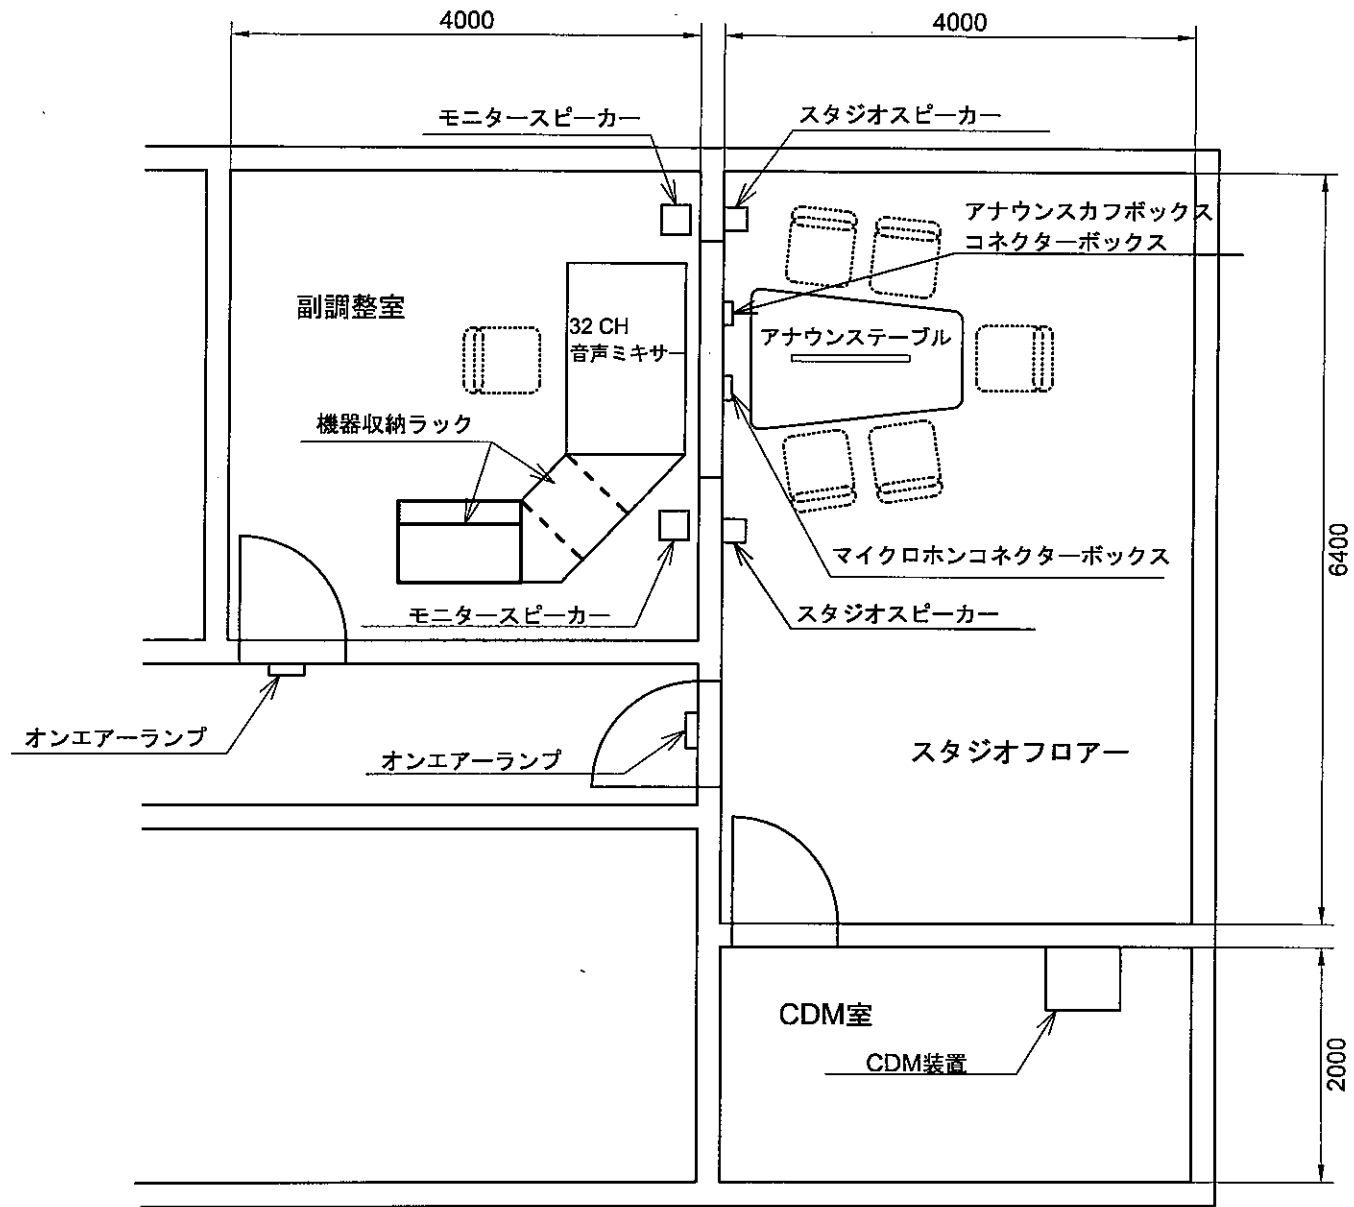 4000
4000
モニタースピーカー
スタジオスピーカー
アナウンスカフボックス
コネクターボックス
副調整室
32 CH
音声ミキサー
アナウンステーブル
機器収納ラック
マイクロホンコネクターボックス
モニタースピーカー
スタジオスピーカー
6400
オンエアーランプ
オンエアーランプ
スタジオフロアー
CDM室
CDM装置
2000